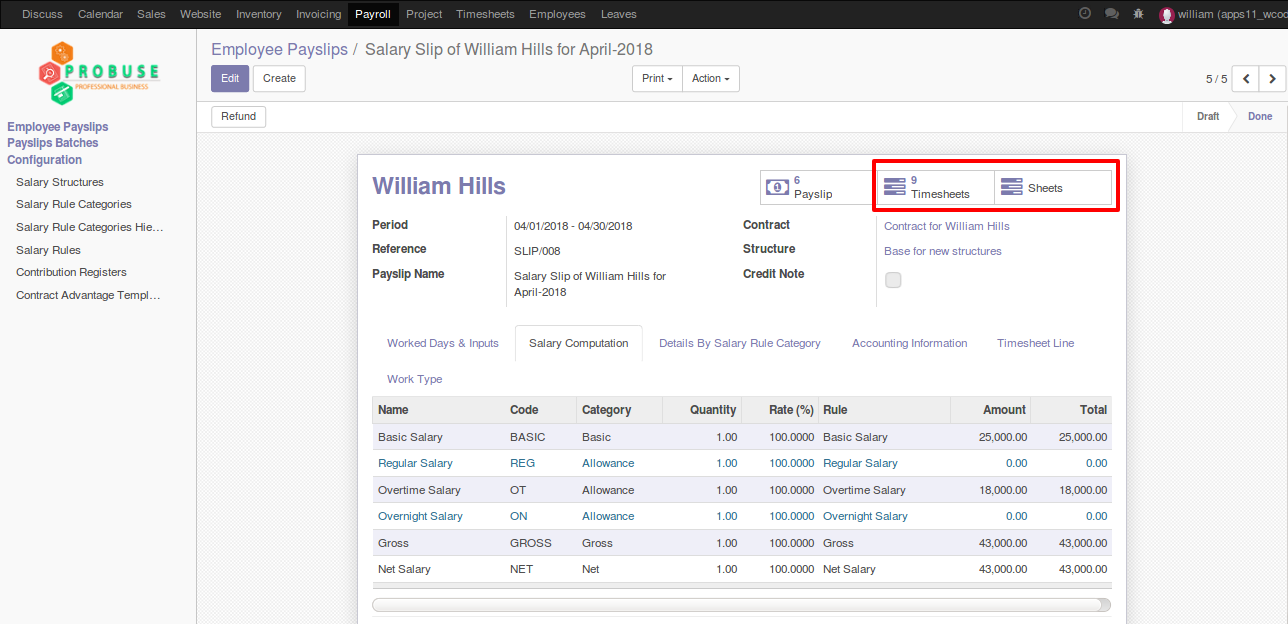 Discuss Calendar Sales Website Inventory Invoicing Payroll Project Timesheets Employees Leaves william (apps11_wcod
PROBUSE
PROFESSIONAL BUSINESS
Employee Payslips
Payslips Batches
Configuration
Salary Structures
Salary Rule Categories
Salary Rule Categories Hie…
Salary Rules
Contribution Registers
Contract Advantage Templ…
Employee Payslips / Salary Slip of William Hills for April-2018
Edit Create Print Action 5 / 5
Refund Draft Done
William Hills
6 Payslip
9 Timesheets
Sheets
Period 04/01/2018 - 04/30/2018 Contract Contract for William Hills
Reference SLIP/008 Structure Base for new structures
Payslip Name Salary Slip of William Hills for Credit Note
April-2018
Worked Days & Inputs Salary Computation Details By Salary Rule Category Accounting Information Timesheet Line
Work Type
Name Code Category Quantity Rate (%) Rule Amount Total
Basic Salary BASIC Basic 1.00 100.0000 Basic Salary 25,000.00 25,000.00
Regular Salary REG Allowance 1.00 100.0000 Regular Salary 0.00 0.00
Overtime Salary OT Allowance 1.00 100.0000 Overtime Salary 18,000.00 18,000.00
Overnight Salary ON Allowance 1.00 100.0000 Overnight Salary 0.00 0.00
Gross GROSS Gross 1.00 100.0000 Gross 43,000.00 43,000.00
Net Salary NET Net 1.00 100.0000 Net Salary 43,000.00 43,000.00